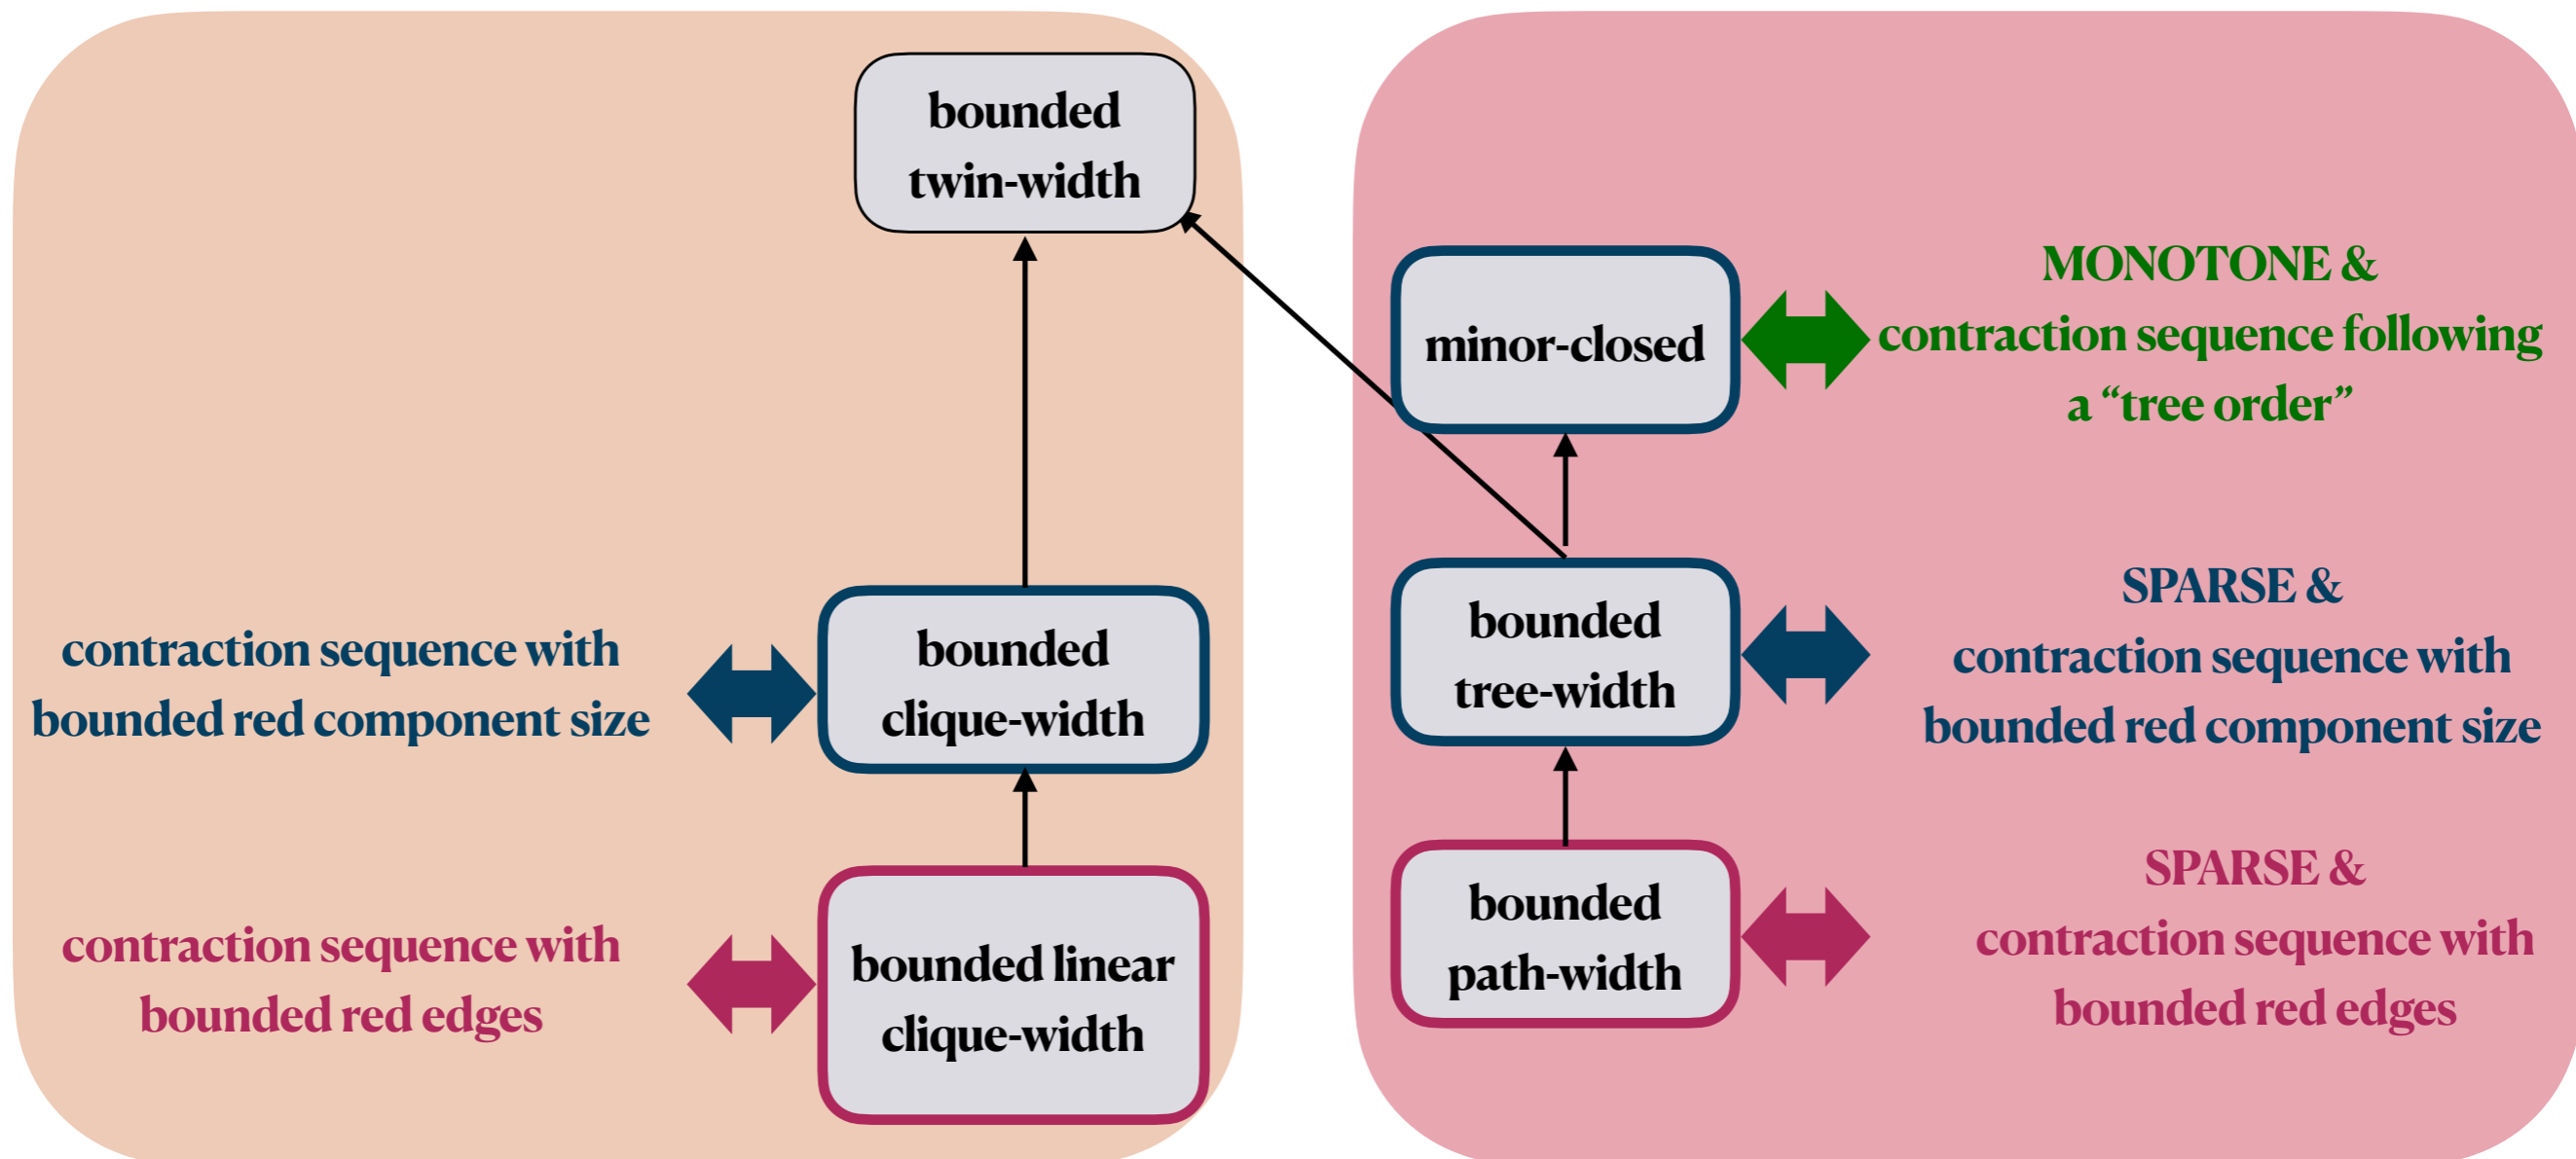 bounded
twin-width
contraction sequence with
bounded red component size
bounded
clique-width
contraction sequence with
bounded red edges
bounded linear
clique-width
minor-closed
MONOTONE &
contraction sequence following
a “tree order”
bounded
tree-width
SPARSE &
contraction sequence with
bounded red component size
bounded
path-width
SPARSE &
contraction sequence with
bounded red edges